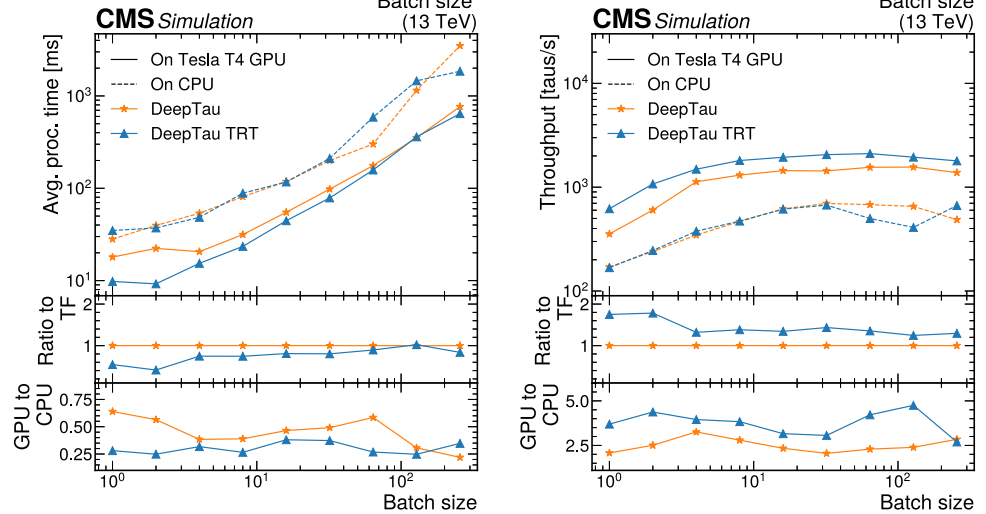 Batch size
CMS Simulation (13 TeV)
Avg. proc. time [ms]
10³
10²
10¹
On Tesla T4 GPU
On CPU
DeepTau
DeepTau TRT
Ratio to
TF
2
1
GPU to
CPU
0.75
0.50
0.25
10⁰ 10¹ 10²
Batch size
Batch size
CMS Simulation (13 TeV)
Throughput [taus/s]
10⁴
10³
10²
On Tesla T4 GPU
On CPU
DeepTau
DeepTau TRT
Ratio to
TF
2
1
GPU to
CPU
5.0
2.5
10⁰ 10¹ 10²
Batch size